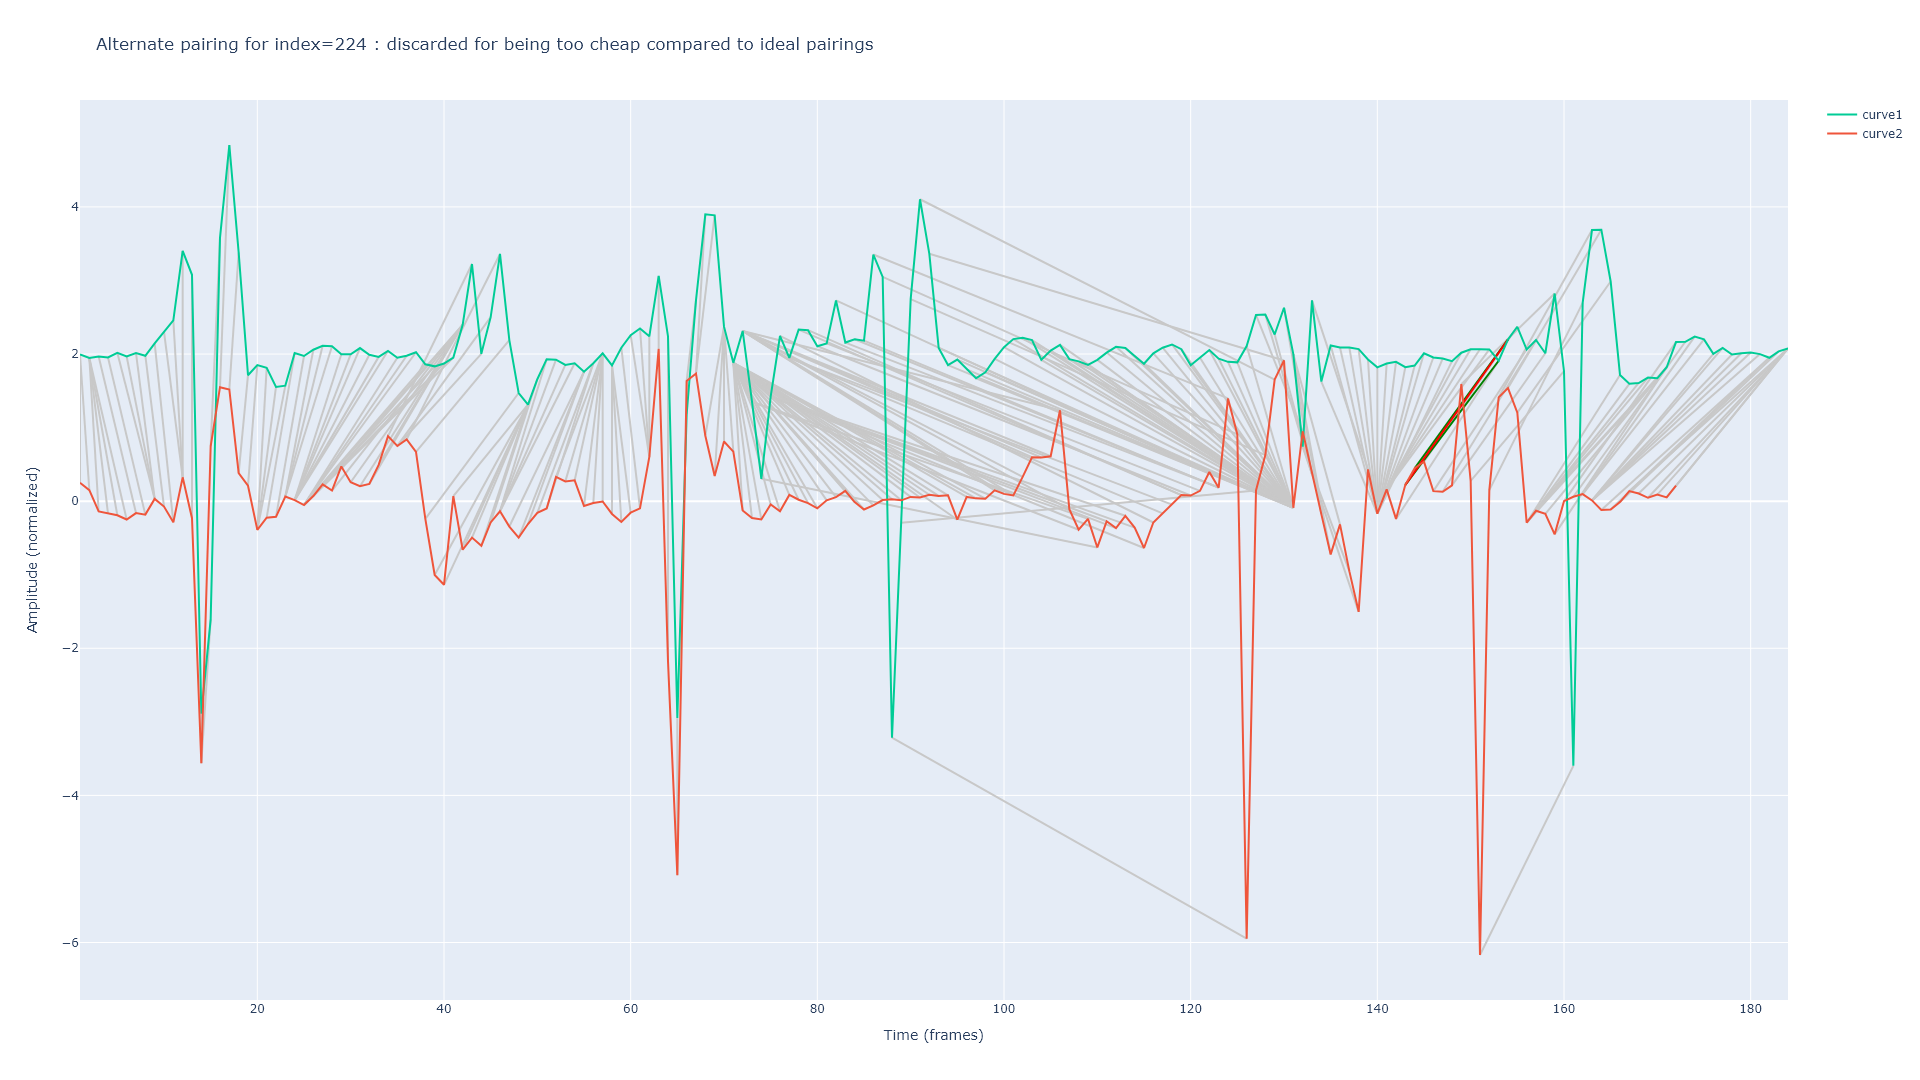 Alternate pairing for index=224 : discarded for being too cheap compared to ideal pairings
curve1
curve2
4
2
0
−2
−4
−6
Amplitude (normalized)
20 40 60 80 100 120 140 160 180
Time (frames)